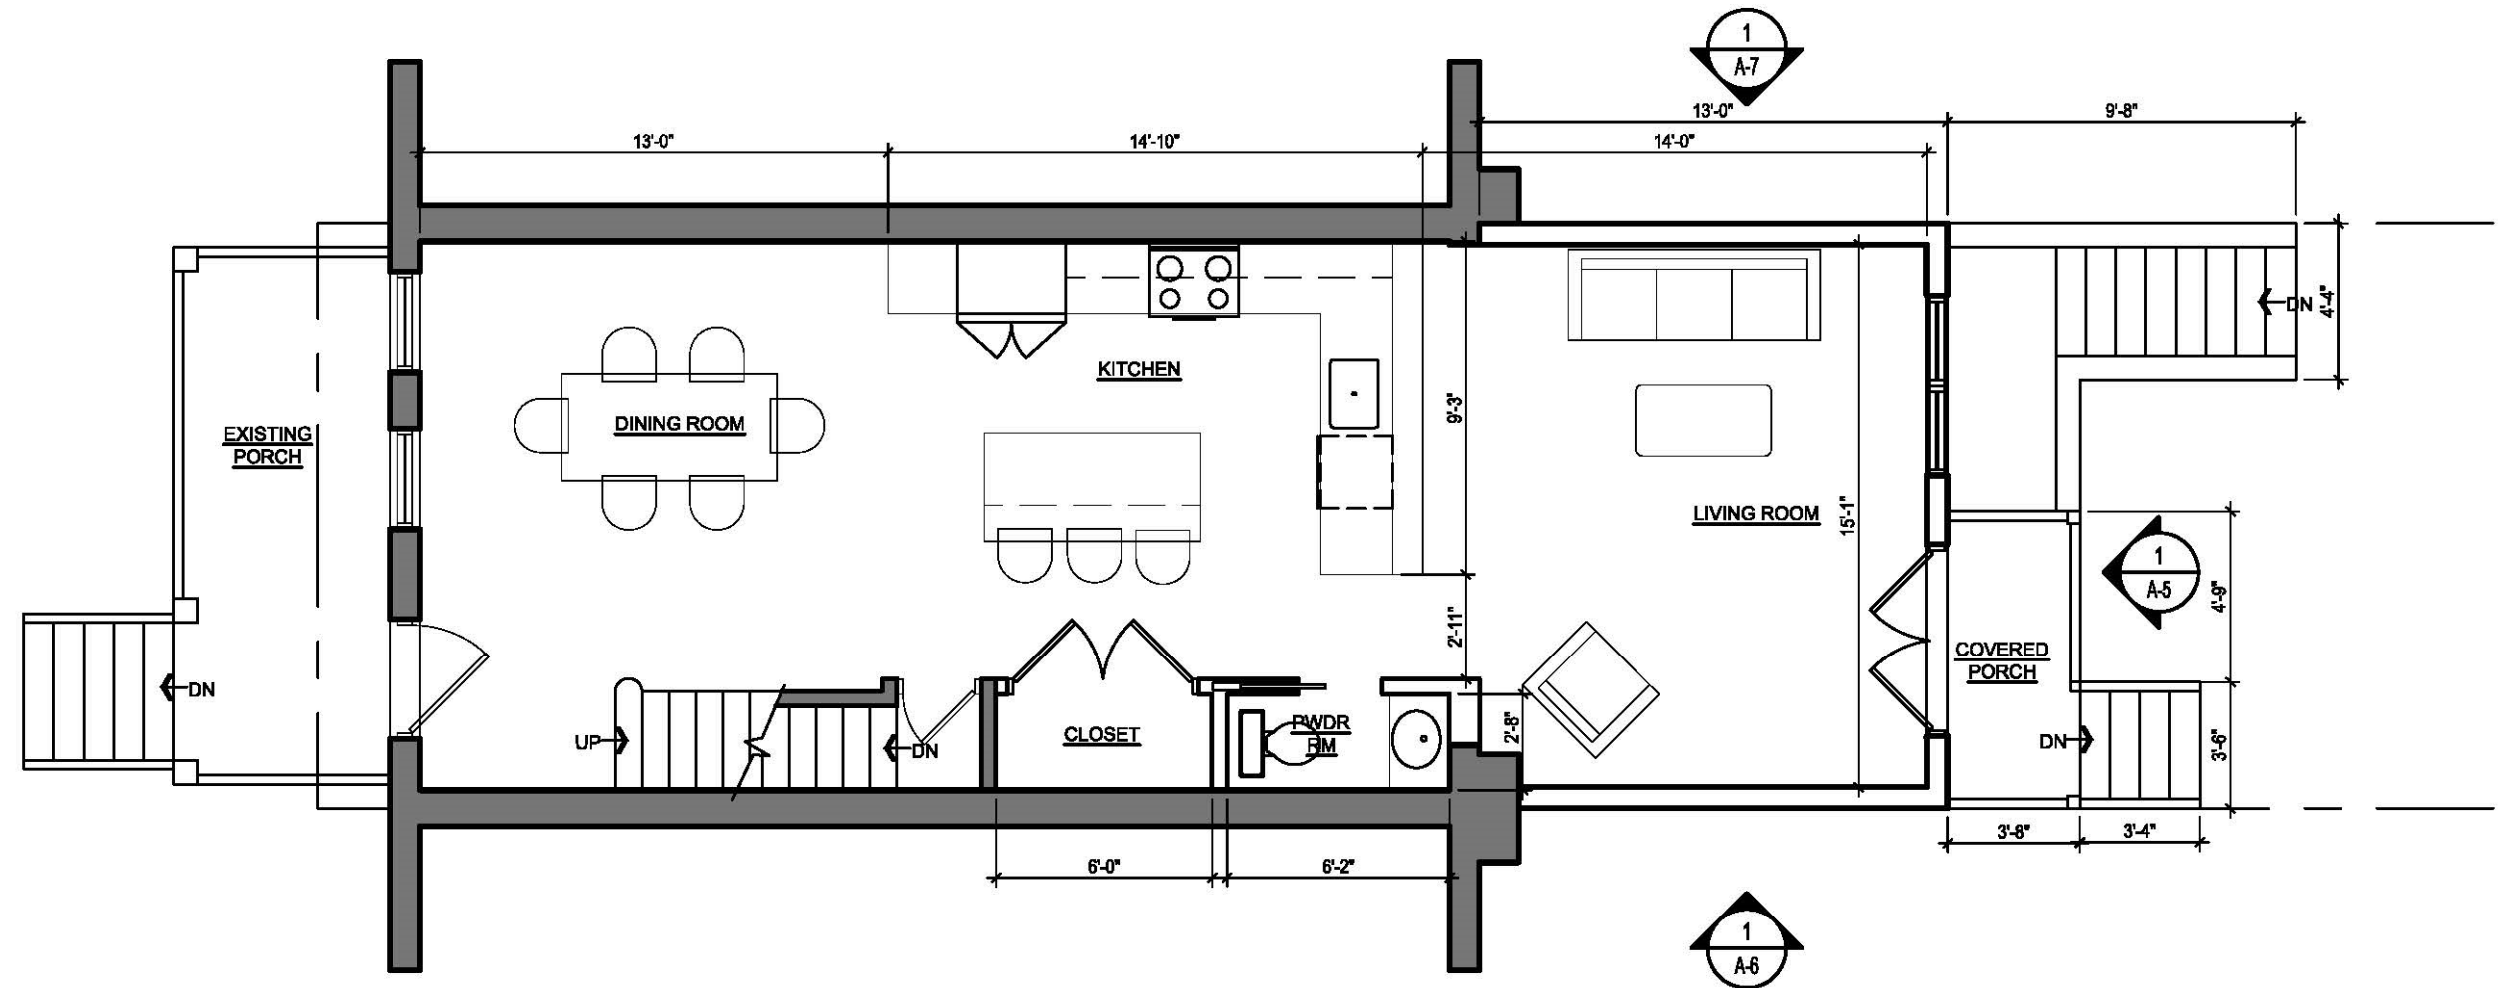 1
A-7
13'-0"
9'-8"
13'-0"
14'-10"
14'-0"
DN
4'-4"
KITCHEN
9'-3"
DINING ROOM
EXISTING
PORCH
LIVING ROOM
15'-1"
1
A-5
4'-9"
2'-11"
COVERED
PORCH
DN
UP
DN
CLOSET
PWDR
RM
2'-8"
DN
3'-6"
3'-8"
3'-4"
6'-0"
6'-2"
1
A-6